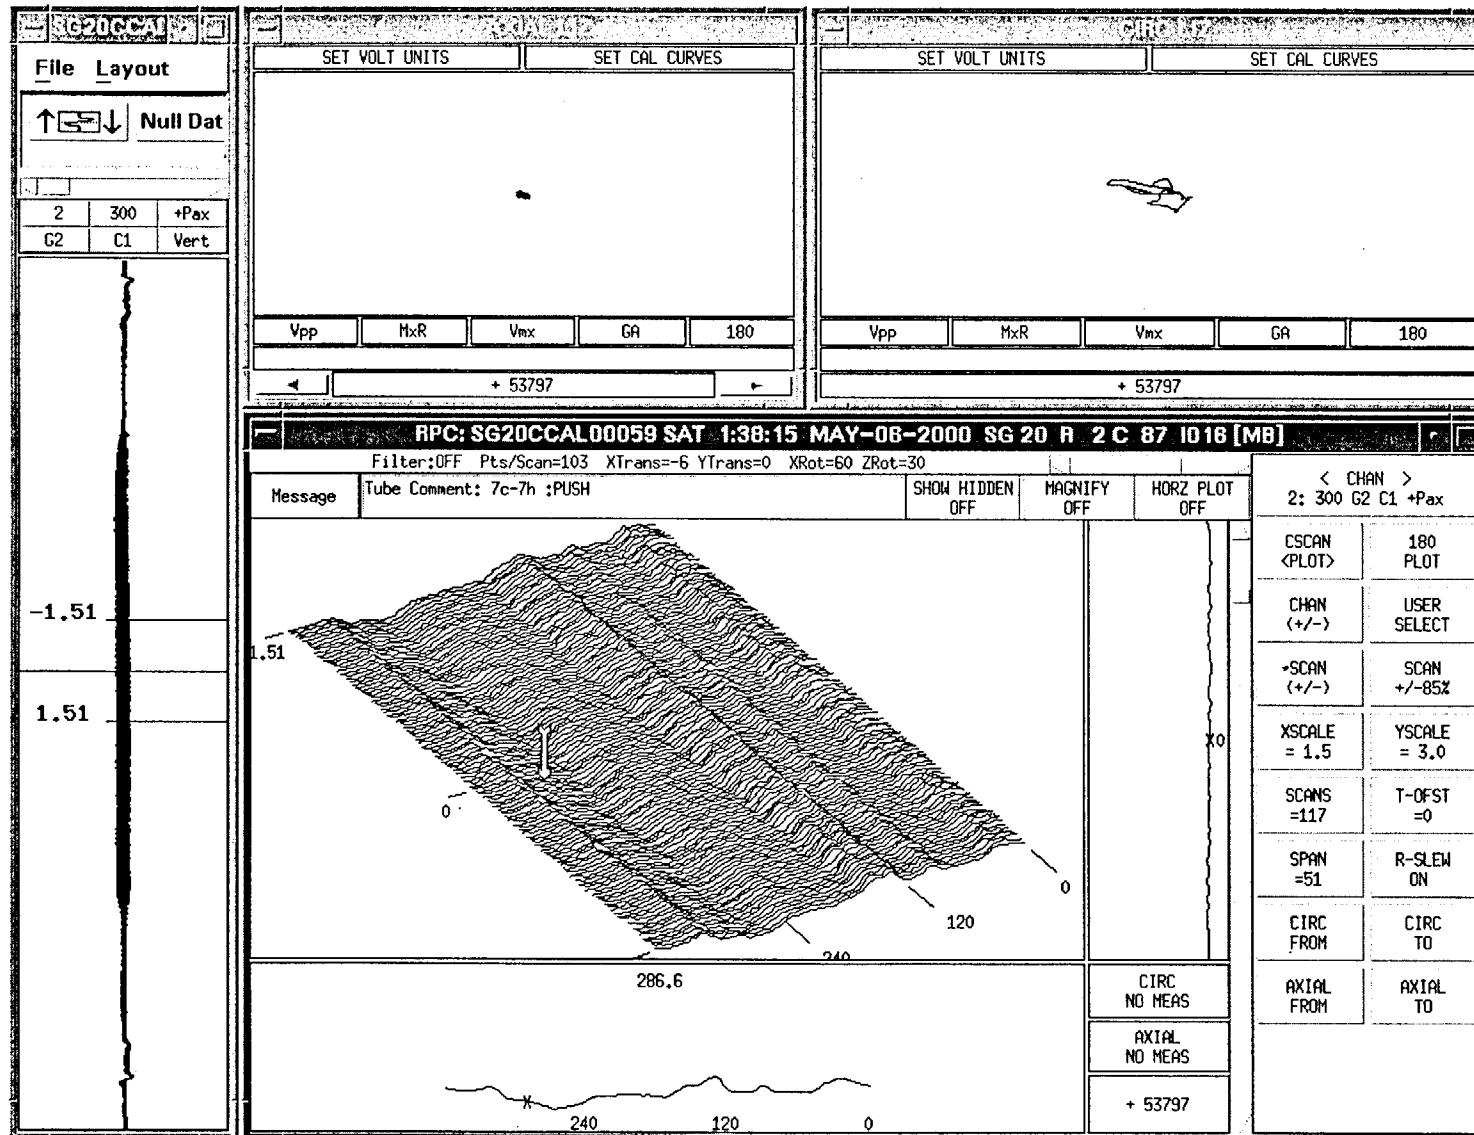 SG20CCAL
File Layout
Null Dat
2 300 +Pax
G2 C1 Vert
-1.51
1.51
SET VOLT UNITS SET CAL CURVES
Vpp MxR Vmx GA 180
+ 53797
SET VOLT UNITS SET CAL CURVES
Vpp MxR Vmx GA 180
+ 53797
RPC: SG20CCAL00059 SAT 1:38:15 MAY-06-2000 SG 20 R 2 C 87 IO18 [MB]
Filter:OFF Pts/Scan=103 XTrans=-6 YTrans=0 XRot=60 ZRot=30
Message
Tube Comment: 7c-7h :PUSH
SHOW HIDDEN
OFF
MAGNIFY
OFF
HORZ PLOT
OFF
1.51
0
0
120
240
X0
286.6
X
240 120 0
CIRC
NO MEAS
AXIAL
NO MEAS
+ 53797
< CHAN >
2: 300 G2 C1 +Pax
CSCAN
<PLOT>
180
PLOT
CHAN
(+/-)
USER
SELECT
SCAN
(+/-)
SCAN
+/-85%
XSCALE
= 1.5
YSCALE
= 3.0
SCANS
=117
T-OFST
=0
SPAN
=51
R-SLEW
ON
CIRC
FROM
CIRC
TO
AXIAL
FROM
AXIAL
TO